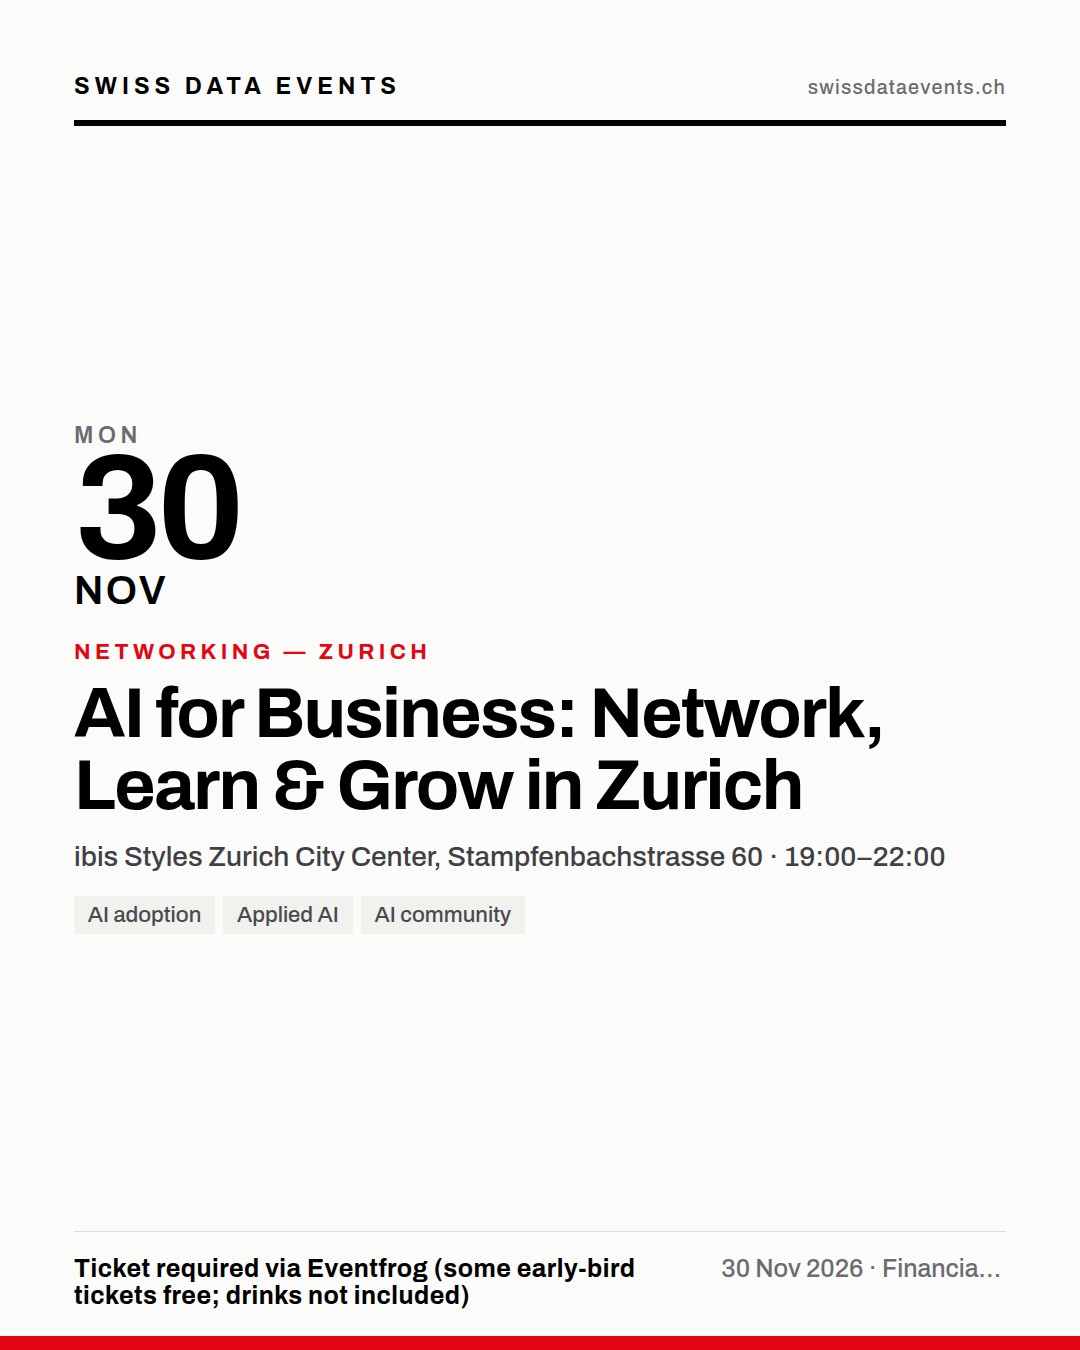 SWISS DATA EVENTS
swissdataevents.ch
MON
30
NOV
NETWORKING — ZURICH
AI for Business: Network,
Learn & Grow in Zurich
ibis Styles Zurich City Center, Stampfenbachstrasse 60 · 19:00–22:00
AI adoption
Applied AI
AI community
Ticket required via Eventfrog (some early-bird
tickets free; drinks not included)
30 Nov 2026 · Financia…